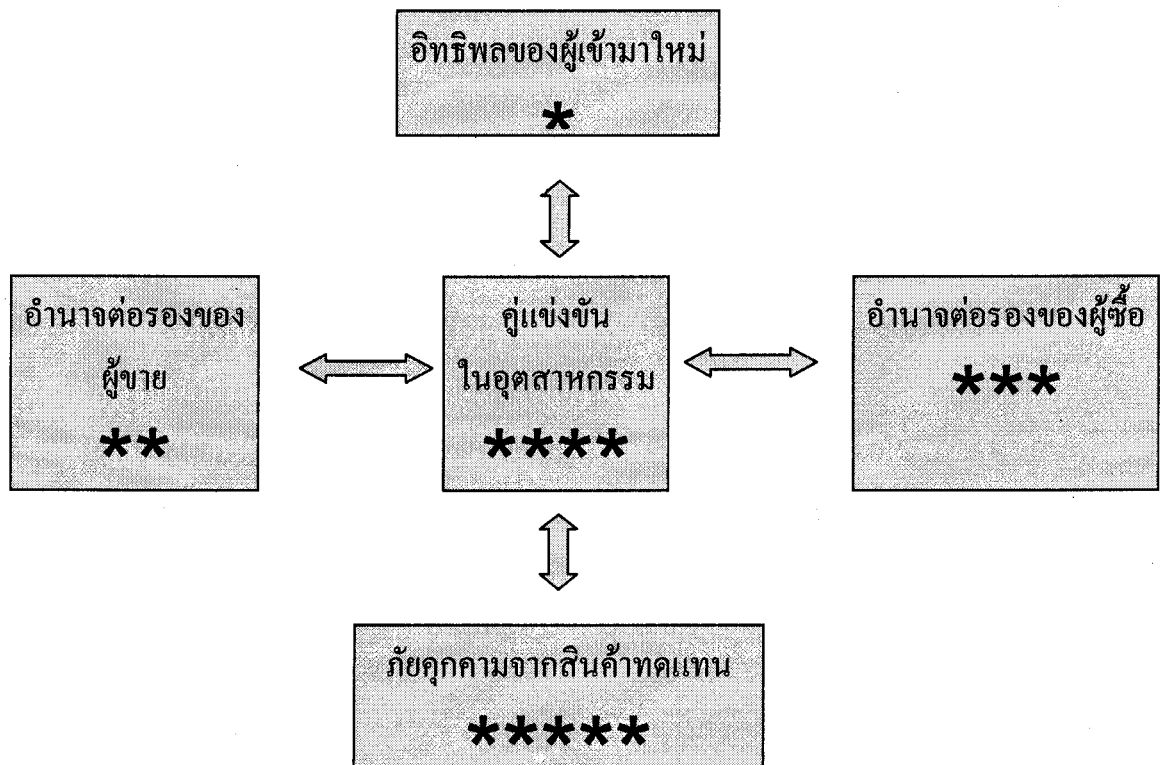 อิทธิพลของผู้เข้ามาใหม่
*
อำนาจต่อรองของ
ผู้ขาย
**
คู่แข่งขัน
ในอุตสาหกรรม
****
อำนาจต่อรองของผู้ซื้อ
***
ภัยคุกคามจากสินค้าทดแทน
*****